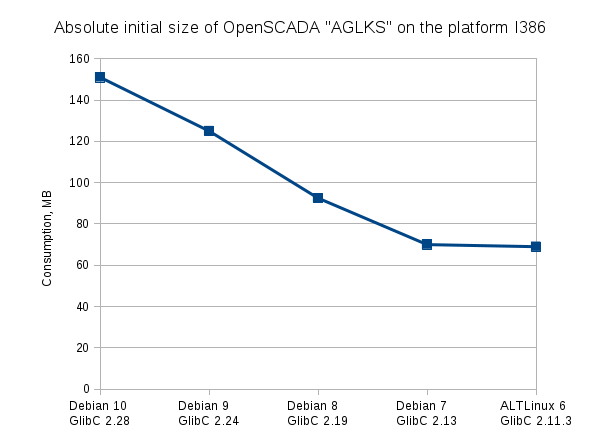 Absolute initial size of OpenSCADA "AGLKS" on the platform I386
160
140
120
100
80
60
40
20
0
Consumption, MB
Debian 10
GlibC 2.28
Debian 9
GlibC 2.24
Debian 8
GlibC 2.19
Debian 7
GlibC 2.13
ALTLinux 6
GlibC 2.11.3